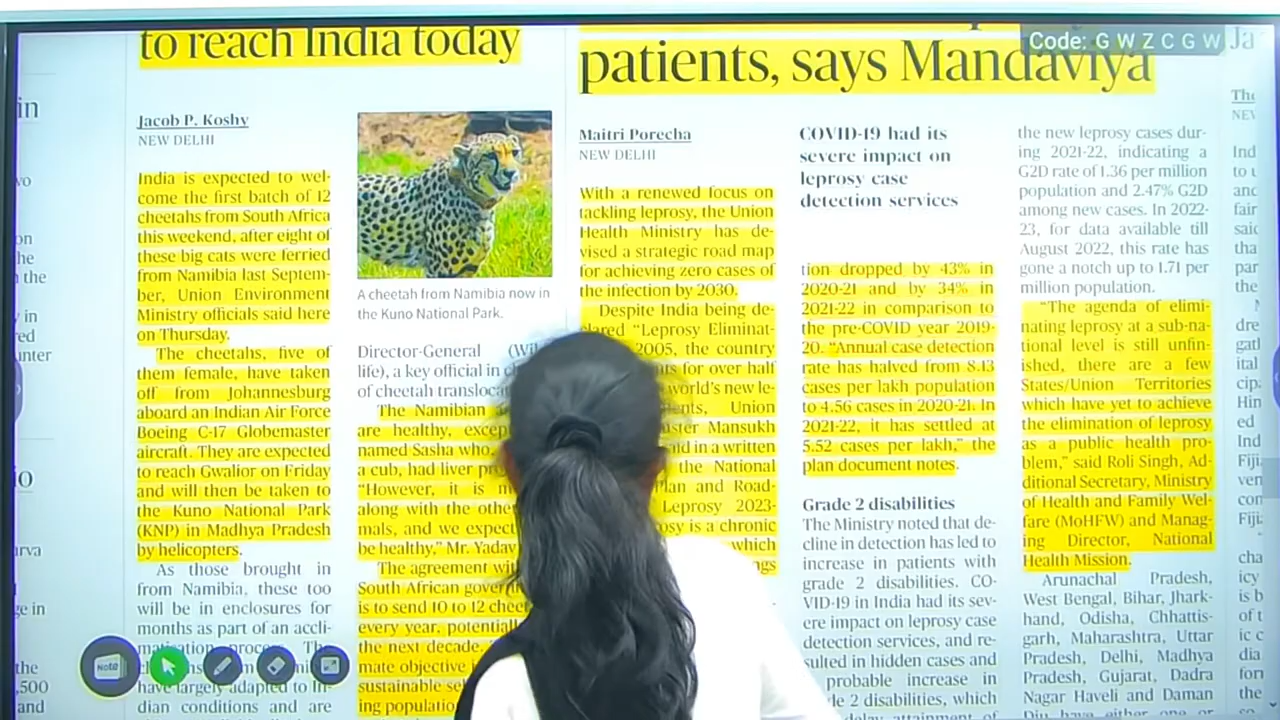 to reach India today
Jacob P. Koshy
NEW DELHI
India is expected to wel-
come the first batch of 12
cheetahs from South Africa
this weekend, after eight of
these big cats were ferried
from Namibia last Septem-
ber, Union Environment
Ministry officials said here
on Thursday.
The cheetahs, five of
them female, have taken
off from Johannesburg
aboard an Indian Air Force
Boeing C-17 Globemaster
aircraft. They are expected
to reach Gwalior on Friday
and will then be taken to
the Kuno National Park
(KNP) in Madhya Pradesh
by helicopters.
As those brought in
from Namibia, these too
will be in enclosures for
months as part of an accli-
matisation process. The
have largely adapted to In-
dian conditions and are
A cheetah from Namibia now in
the Kuno National Park.
Director-General
life), a key official in
of cheetah
The Namibian
are healthy,
named Sasha who
a cub, had liver
"However, it is
along with the
mals, and we expect
be healthy," Mr. Yadav
The agreement
South African
is to send 10 to 12
every year,
the next decade.
mate objective
sustainable
ing
patients, says Mandaviya
Code: G W Z C G W
Maitri Porecha
NEW DELHI
With a renewed focus on
tackling leprosy, the Union
Health Ministry has de-
vised a strategic road map
for achieving zero cases of
the infection by 2030.
Despite India being de-
clared "Leprosy Eliminat-
2005, the country
for over half
world's new le-
Union
Mansukh
in a written
the National
Plan and Road-
Leprosy 2023-
is a chronic
which
COVID-19 had its
severe impact on
leprosy case
detection services
tion dropped by 43% in
2020-21 and by 34% in
2021-22 in comparison to
the pre-COVID year 2019-
20. "Annual case detection
rate has halved from 8.13
cases per lakh population
to 4.56 cases in 2020-21. In
2021-22, it has settled at
5.52 cases per lakh," the
plan document notes.
Grade 2 disabilities
The Ministry noted that de-
cline in detection has led to
increase in patients with
grade 2 disabilities. CO-
VID-19 in India had its sev-
ere impact on leprosy case
detection services, and re-
sulted in hidden cases and
probable increase in
2 disabilities, which
delay attainment of
the new leprosy cases dur-
ing 2021-22, indicating a
G2D rate of 1.36 per million
population and 2.47% G2D
among new cases. In 2022-
23, for data available till
August 2022, this rate has
gone a notch up to 1.71 per
million population.
"The agenda of elimi-
nating leprosy at a sub-na-
tional level is still unfin-
ished, there are a few
States/Union Territories
which have yet to achieve
the elimination of leprosy
as a public health pro-
blem," said Roli Singh, Ad-
ditional Secretary, Ministry
of Health and Family Wel-
fare (MoHFW) and Manag-
ing Director, National
Health Mission.
Arunachal Pradesh,
West Bengal, Bihar, Jhark-
hand, Odisha, Chhattis-
garh, Maharashtra, Uttar
Pradesh, Delhi, Madhya
Pradesh, Gujarat, Dadra
Nagar Haveli and Daman
Diu have either one or
Note